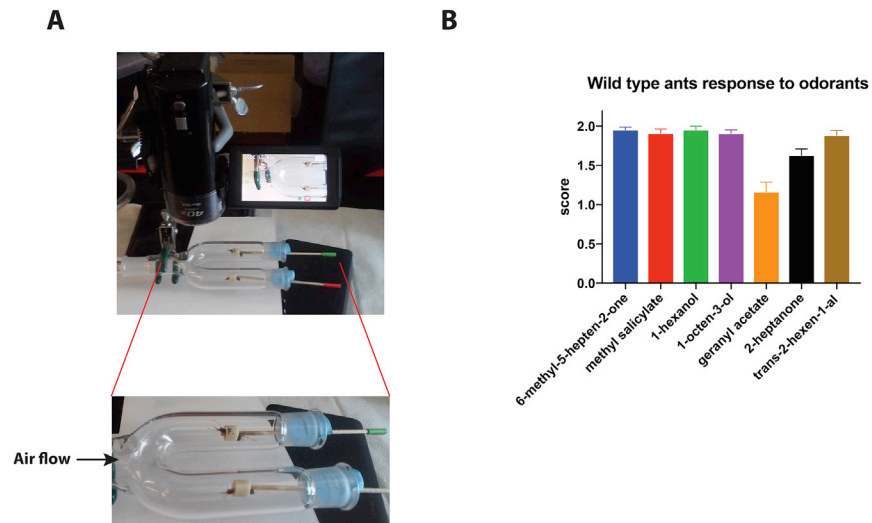 A
B
Wild type ants response to odorants
score
2.0
1.5
1.0
0.5
0.0
6-methyl-5-hepten-2-one
methyl salicylate
1-hexanol
1-octen-3-ol
geranyl acetate
2-heptanone
trans-2-hexen-1-al
Air flow